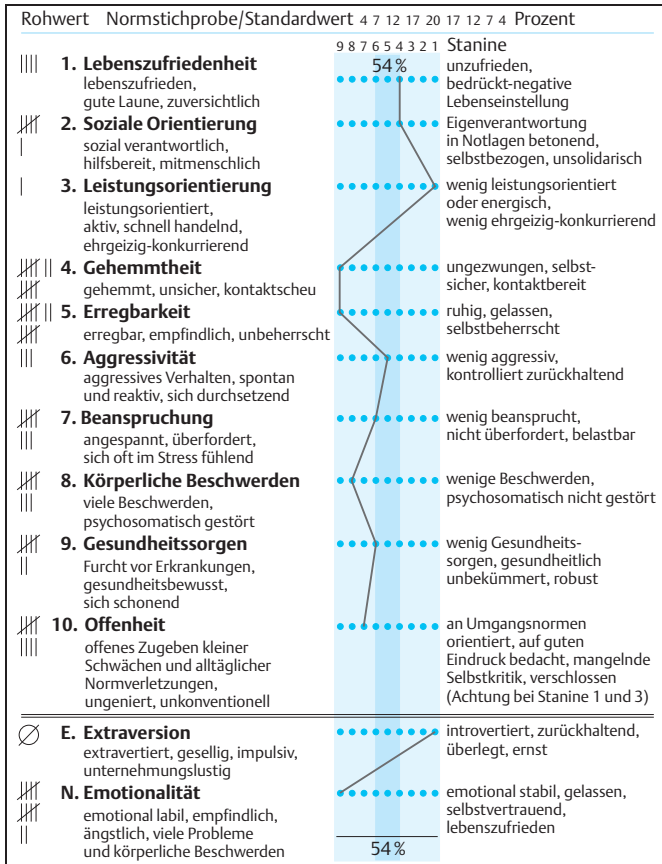 Rohwert Normstichprobe/Standardwert 4 7 12 17 20 17 12 7 4 Prozent
9 8 7 6 5 4 3 2 1 Stanine
1. Lebenszufriedenheit 54 % unzufrieden,
lebenszufrieden, bedrückt-negative
gute Laune, zuversichtlich Lebenseinstellung
2. Soziale Orientierung Eigenverantwortung
sozial verantwortlich, in Notlagen betonend,
hilfsbereit, mitmenschlich selbstbezogen, unsolidarisch
3. Leistungsorientierung wenig leistungsorientiert
leistungsorientiert, oder energisch,
aktiv, schnell handelnd, wenig ehrgeizig-konkurrierend
ehrgeizig-konkurrierend
4. Gehemmtheit ungezwungen, selbst-
gehemmt, unsicher, kontaktscheu sicher, kontaktbereit
5. Erregbarkeit ruhig, gelassen,
erregbar, empfindlich, unbeherrscht selbstbeherrscht
6. Aggressivität wenig aggressiv,
aggressives Verhalten, spontan kontrolliert zurückhaltend
und reaktiv, sich durchsetzend
7. Beanspruchung wenig beansprucht,
angespannt, überfordert, nicht überfordert, belastbar
sich oft im Stress fühlend
8. Körperliche Beschwerden wenige Beschwerden,
viele Beschwerden, psychosomatisch nicht gestört
psychosomatisch gestört
9. Gesundheitssorgen wenig Gesundheits-
Furcht vor Erkrankungen, sorgen, gesundheitlich
gesundheitsbewusst, unbekümmert, robust
sich schonend
10. Offenheit an Umgangsnormen
offenes Zugeben kleiner orientiert, auf guten
Schwächen und alltäglicher Eindruck bedacht, mangelnde
Normverletzungen, Selbstkritik, verschlossen
ungeniert, unkonventionell (Achtung bei Stanine 1 und 3)
E. Extraversion introvertiert, zurückhaltend,
extravertiert, gesellig, impulsiv, überlegt, ernst
unternehmungslustig
N. Emotionalität emotional stabil, gelassen,
emotional labil, empfindlich, selbstvertrauend,
ängstlich, viele Probleme lebenszufrieden
und körperliche Beschwerden 54 %